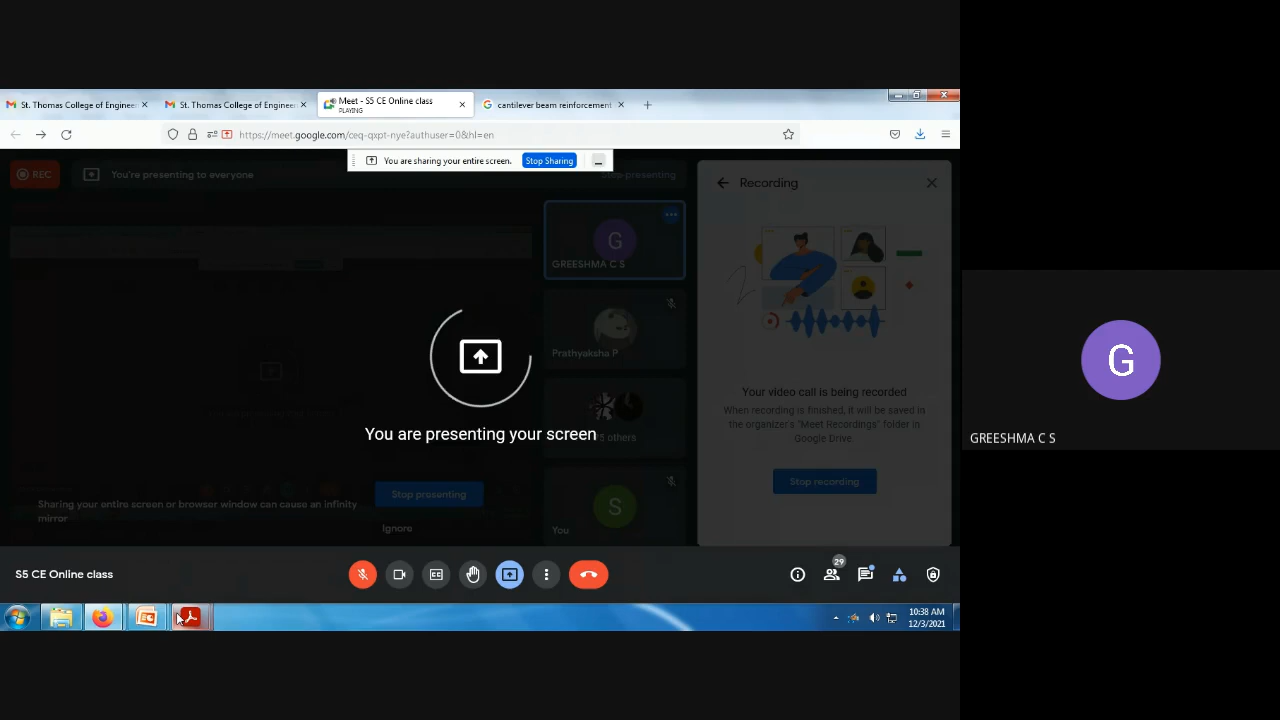 St. Thomas College of Engineer
St. Thomas College of Engineer
Meet - S5 CE Online class
PLAYING
cantilever beam reinforcement
https://meet.google.com/ceq-qxpt-nye?authuser=0&hl=en
You are sharing your entire screen.
Stop Sharing
REC
You're presenting to everyone
Stop presenting
Recording
G
GREESHMA C S
Prathyaksha P
others
S
You
You are presenting your screen
Sharing your entire screen or browser window can cause an infinity
mirror
Stop presenting
Ignore
Your video call is being recorded
When recording is finished, it will be saved in
the organizer's "Meet Recordings" folder in
Google Drive.
Stop recording
S5 CE Online class
29
10:38 AM
12/3/2021
G
GREESHMA C S